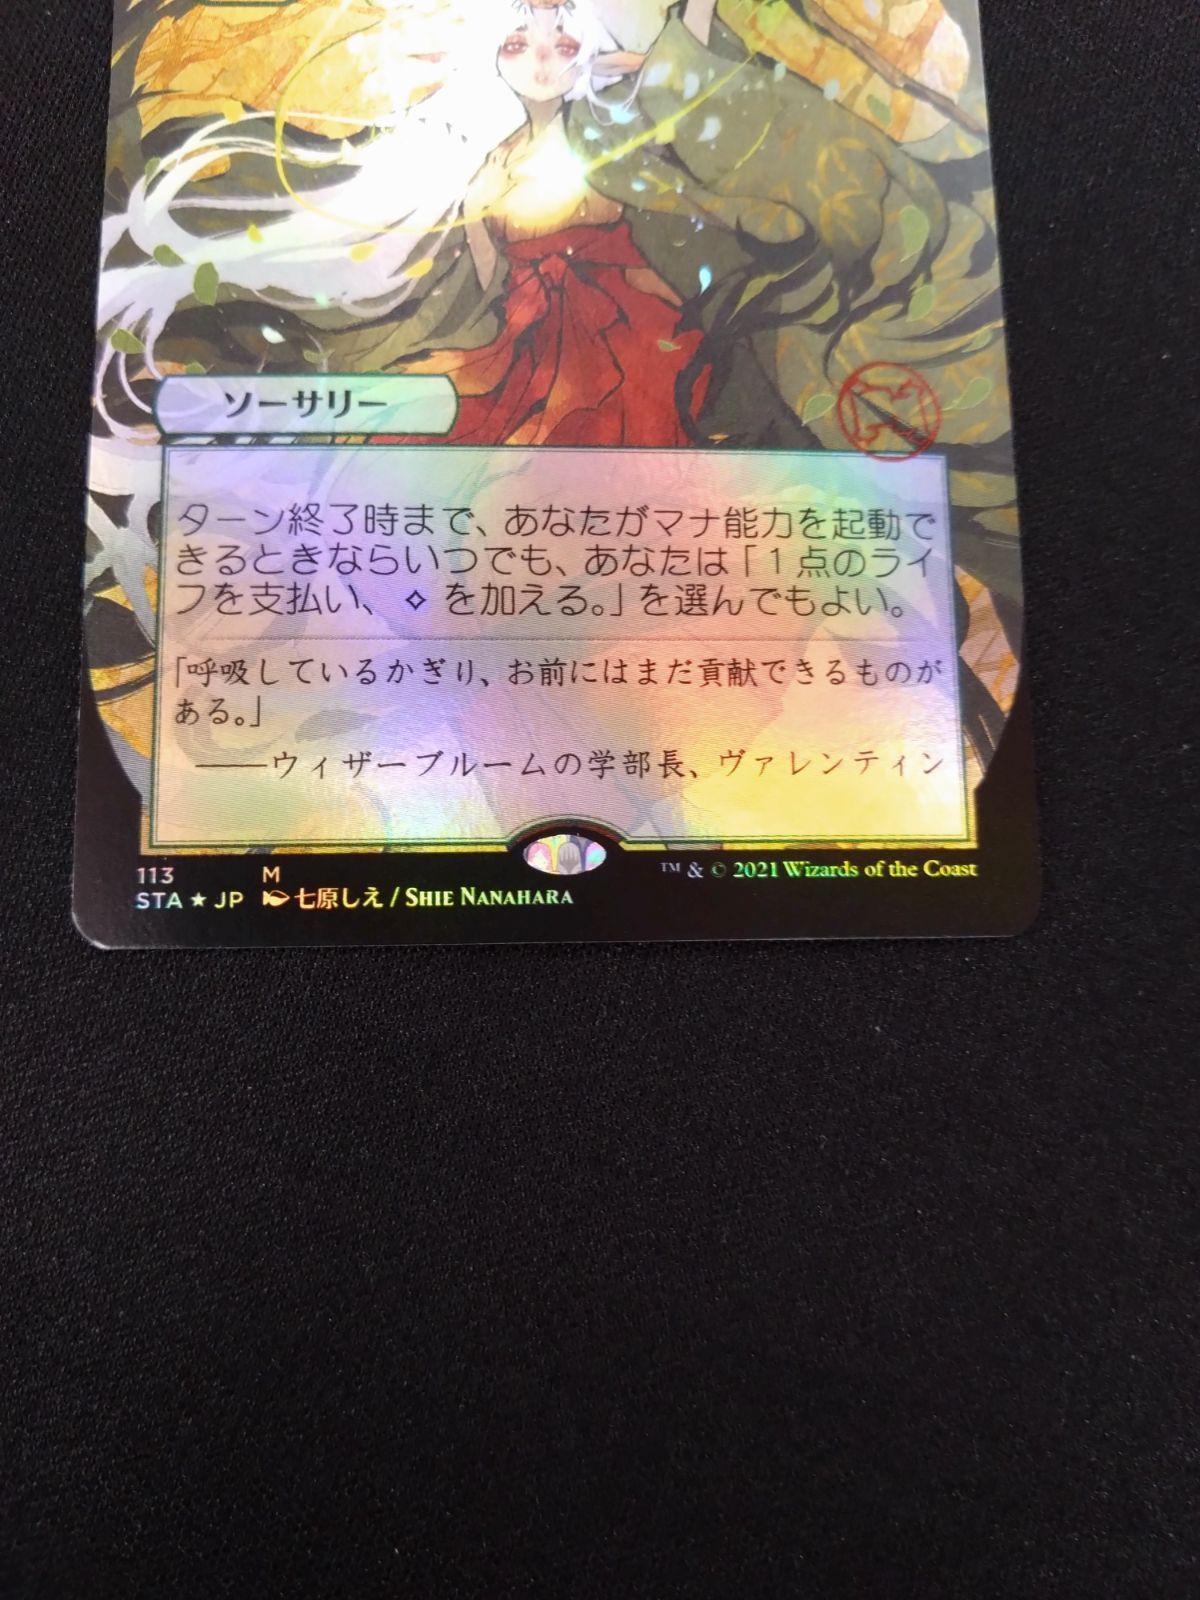 ソーサリー
ターン終了時まで、あなたがマナ能力を起動で
きるときならいつでも、あなたは「１点のライ
フを支払い、 を加える。」を選んでもよい。
「呼吸しているかぎり、お前にはまだ貢献できるものが
ある。」
――ウィザーブルームの学部長、ヴァレンティン
113 M
STA ★ JP 七原しえ / SHIE NANAHARA
™ & © 2021 Wizards of the Coast